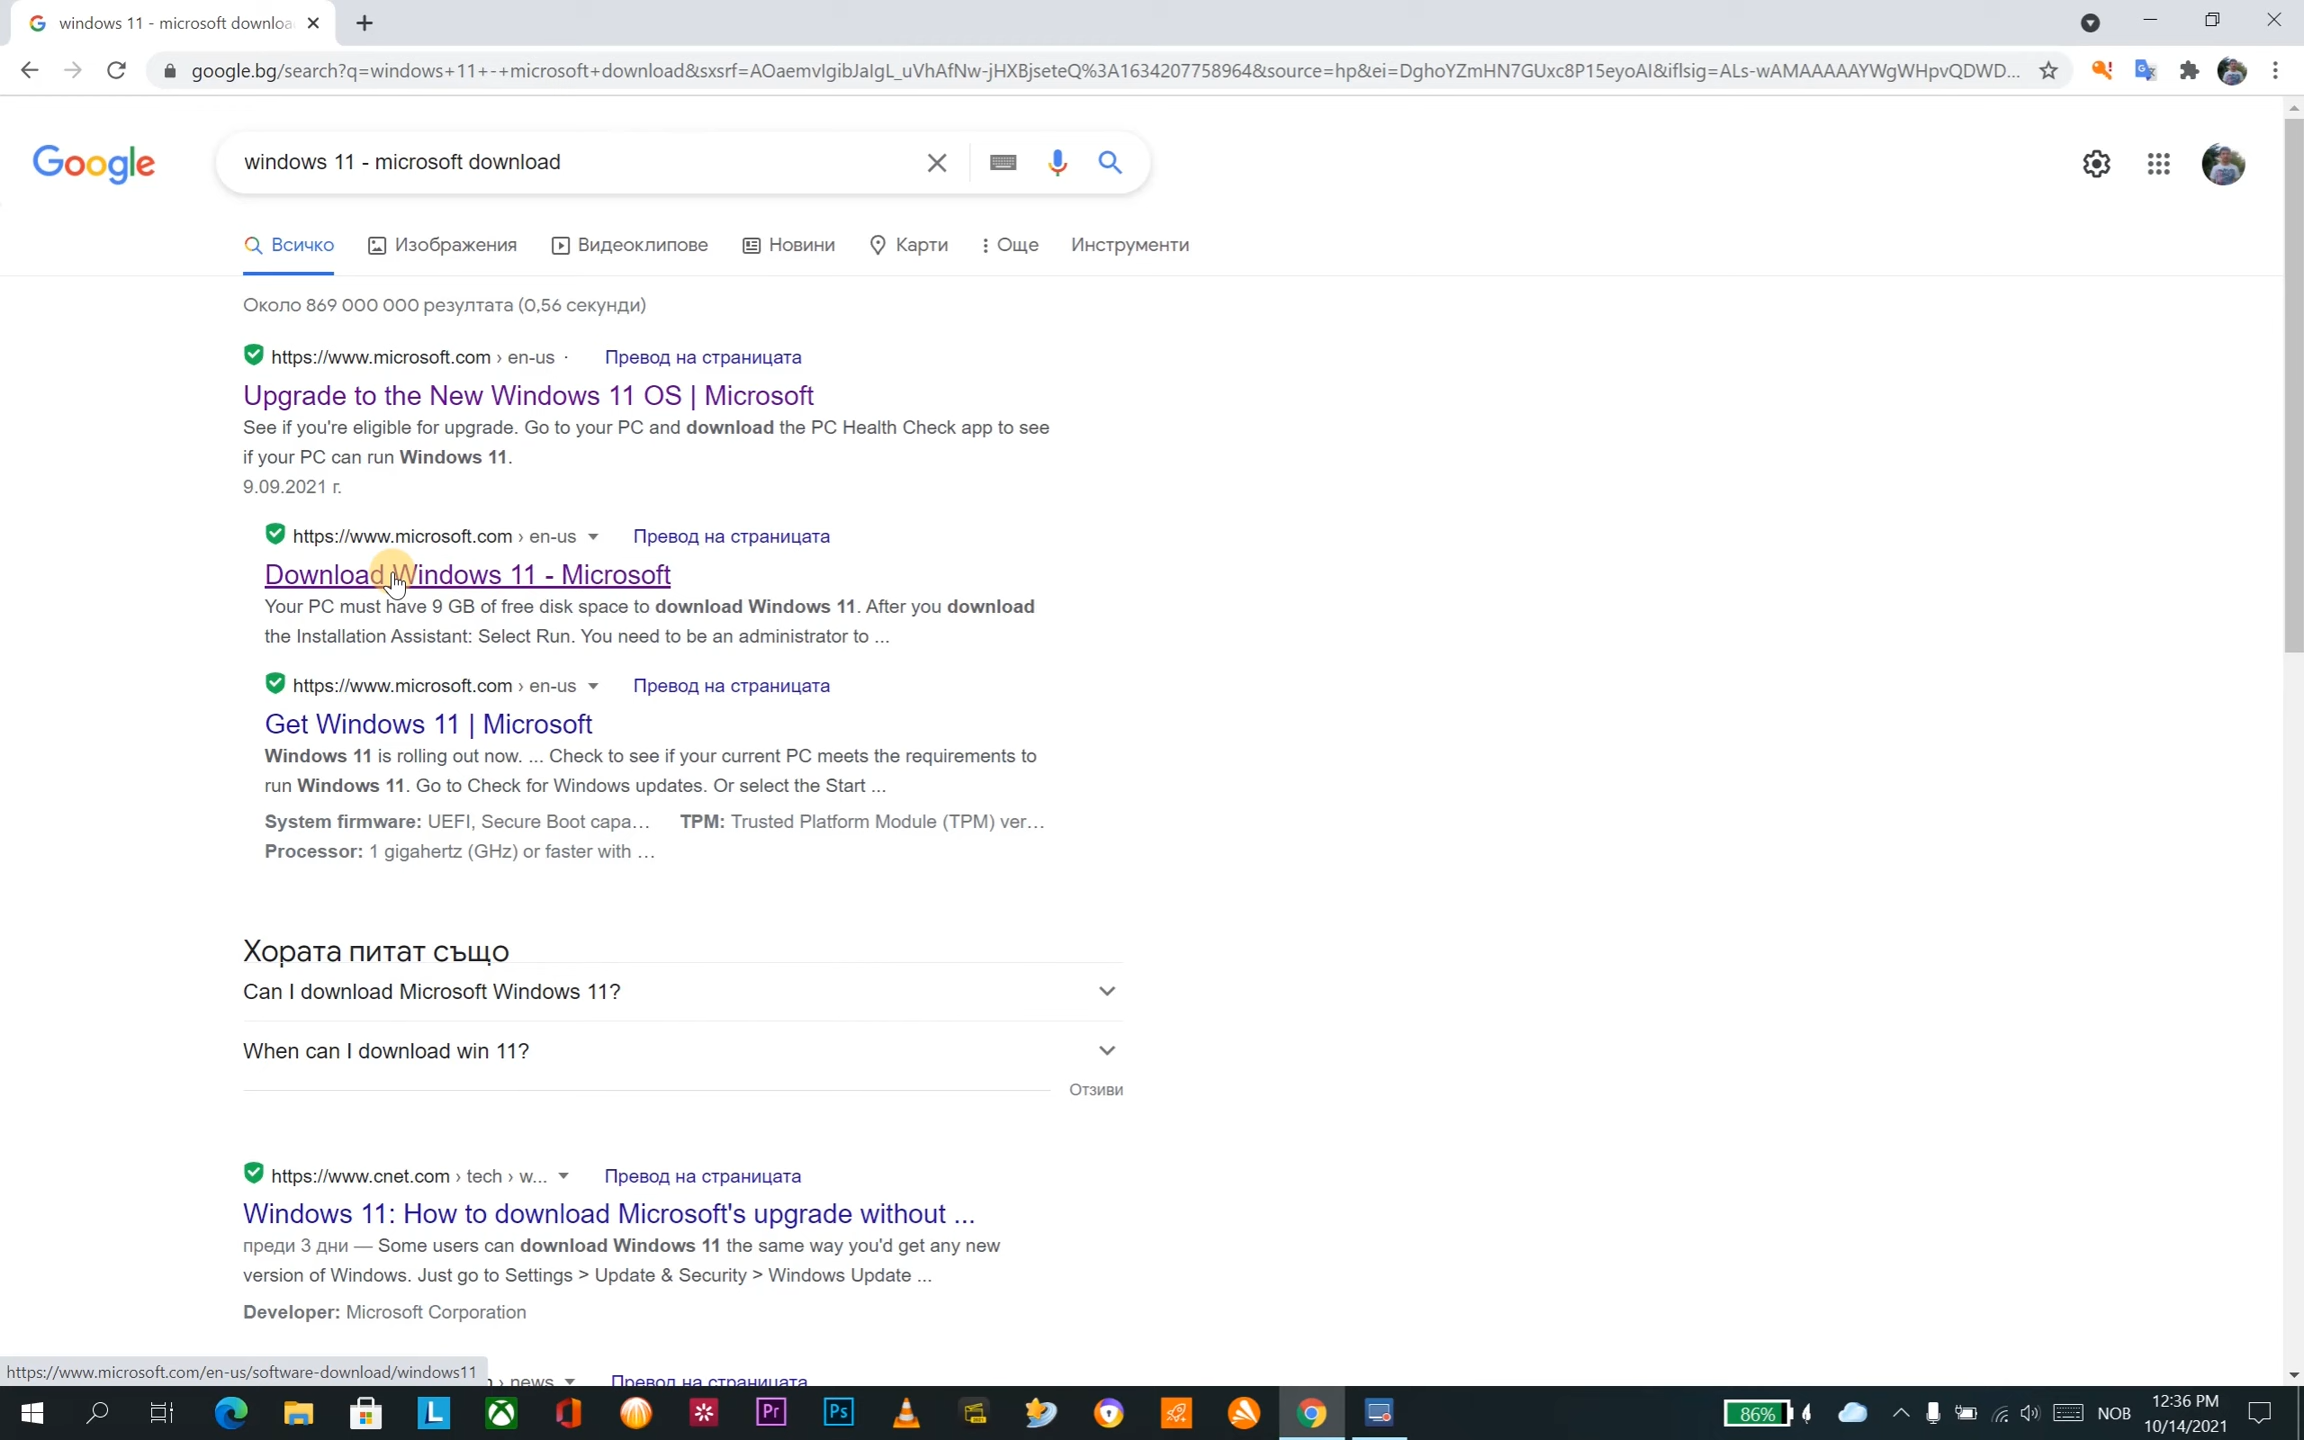 windows 11 - microsoft downloa
google.bg/search?q=windows+11+-+microsoft+download&sxsrf=AOaemvIgibJaIgL_uVhAfNw-jHXBjseteQ%3A1634207758964&source=hp&ei=DghoYZmHN7GUxc8P15eyoAI&iflsig=ALs-wAMAAAAAYWgWHpvQDWD...
Google
windows 11 - microsoft download
Всичко Изображения Видеоклипове Новини Карти Още Инструменти
Около 869 000 000 резултата (0,56 секунди)
https://www.microsoft.com › en-us · Превод на страницата
Upgrade to the New Windows 11 OS | Microsoft
See if you're eligible for upgrade. Go to your PC and download the PC Health Check app to see
if your PC can run Windows 11.
9.09.2021 г.
https://www.microsoft.com › en-us Превод на страницата
Download Windows 11 - Microsoft
Your PC must have 9 GB of free disk space to download Windows 11. After you download
the Installation Assistant: Select Run. You need to be an administrator to ...
https://www.microsoft.com › en-us Превод на страницата
Get Windows 11 | Microsoft
Windows 11 is rolling out now. ... Check to see if your current PC meets the requirements to
run Windows 11. Go to Check for Windows updates. Or select the Start ...
System firmware: UEFI, Secure Boot capa... TPM: Trusted Platform Module (TPM) ver...
Processor: 1 gigahertz (GHz) or faster with ...
Хората питат също
Can I download Microsoft Windows 11?
When can I download win 11?
Отзиви
https://www.cnet.com › tech › w... Превод на страницата
Windows 11: How to download Microsoft's upgrade without ...
преди 3 дни — Some users can download Windows 11 the same way you'd get any new
version of Windows. Just go to Settings > Update & Security > Windows Update ...
Developer: Microsoft Corporation
https://www.microsoft.com/en-us/software-download/windows11
› news Превод на страницата
L Pr Ps 86% NOB 12:36 PM
10/14/2021